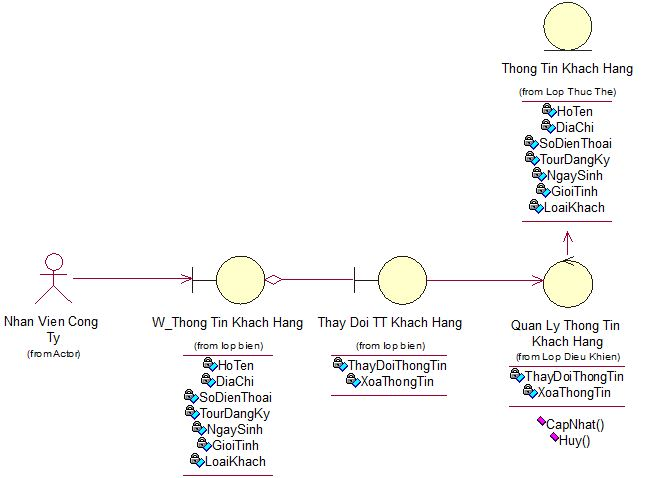 Thong Tin Khach Hang
(from Lop Thuc The)
HoTen
DiaChi
SoDienThoai
TourDangKy
NgaySinh
GioiTinh
LoaiKhach
Nhan Vien Cong
Ty
(from Actor)
W_Thong Tin Khach Hang
(from lop bien)
HoTen
DiaChi
SoDienThoai
TourDangKy
NgaySinh
GioiTinh
LoaiKhach
Thay Doi TT Khach Hang
(from lop bien)
ThayDoiThongTin
XoaThongTin
Quan Ly Thong Tin
Khach Hang
(from Lop Dieu Khien)
ThayDoiThongTin
XoaThongTin
CapNhat()
Huy()